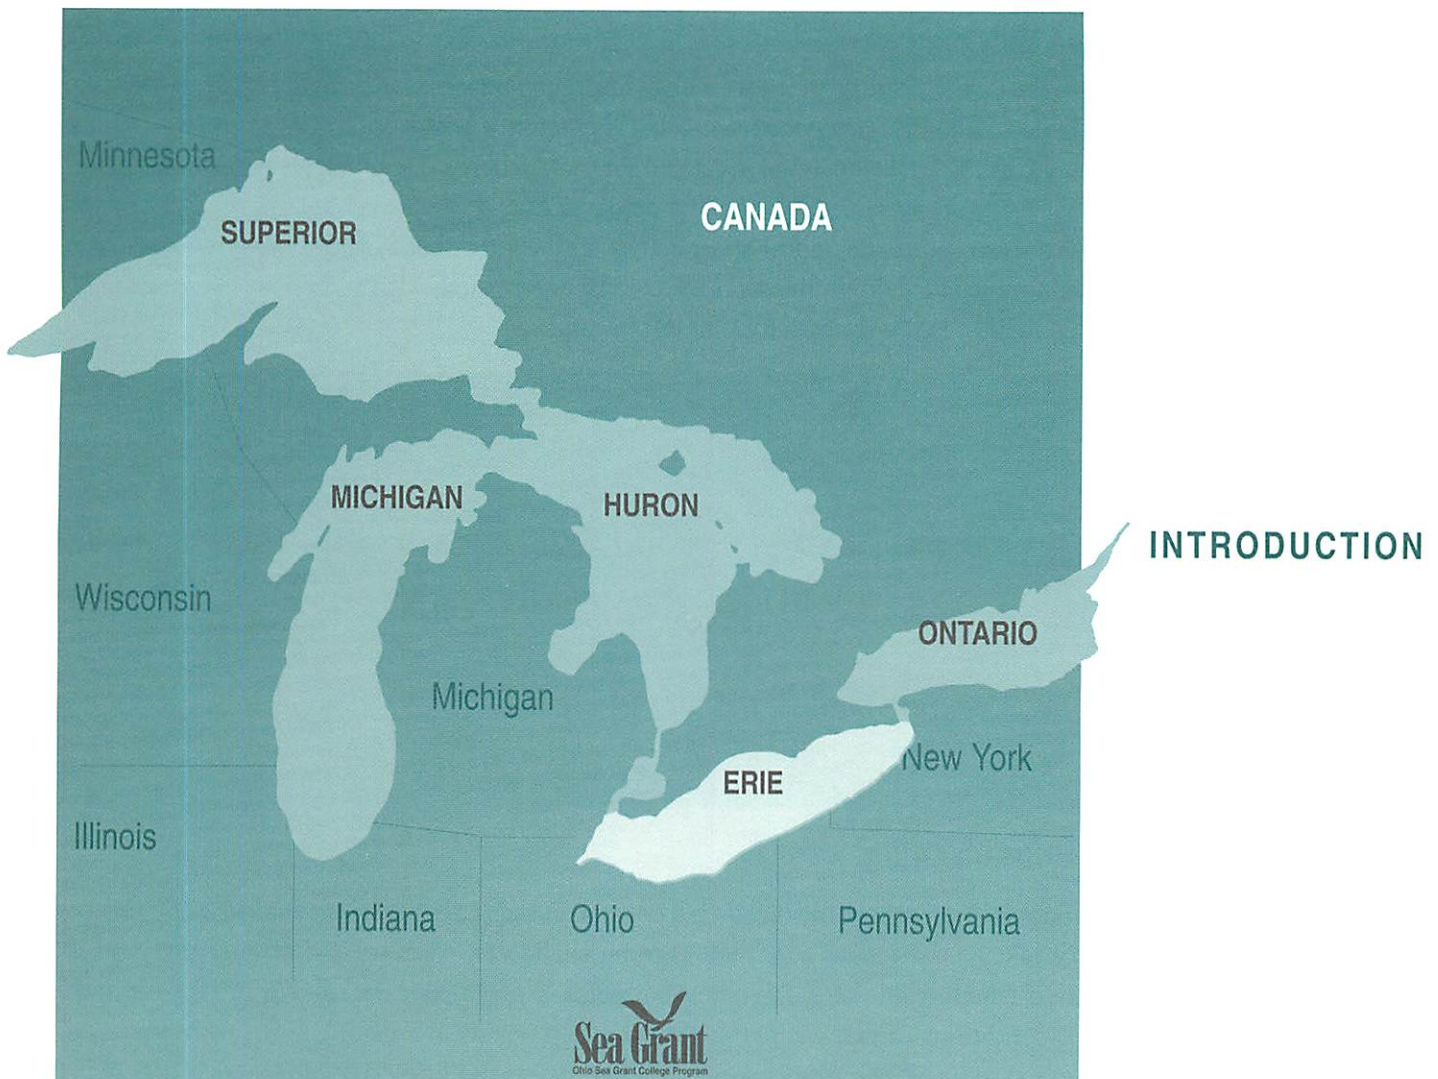 Minnesota
SUPERIOR
CANADA
MICHIGAN
HURON
INTRODUCTION
Wisconsin
ONTARIO
Michigan
New York
ERIE
Illinois
Indiana
Ohio
Pennsylvania
Sea Grant
Ohio Sea Grant College Program